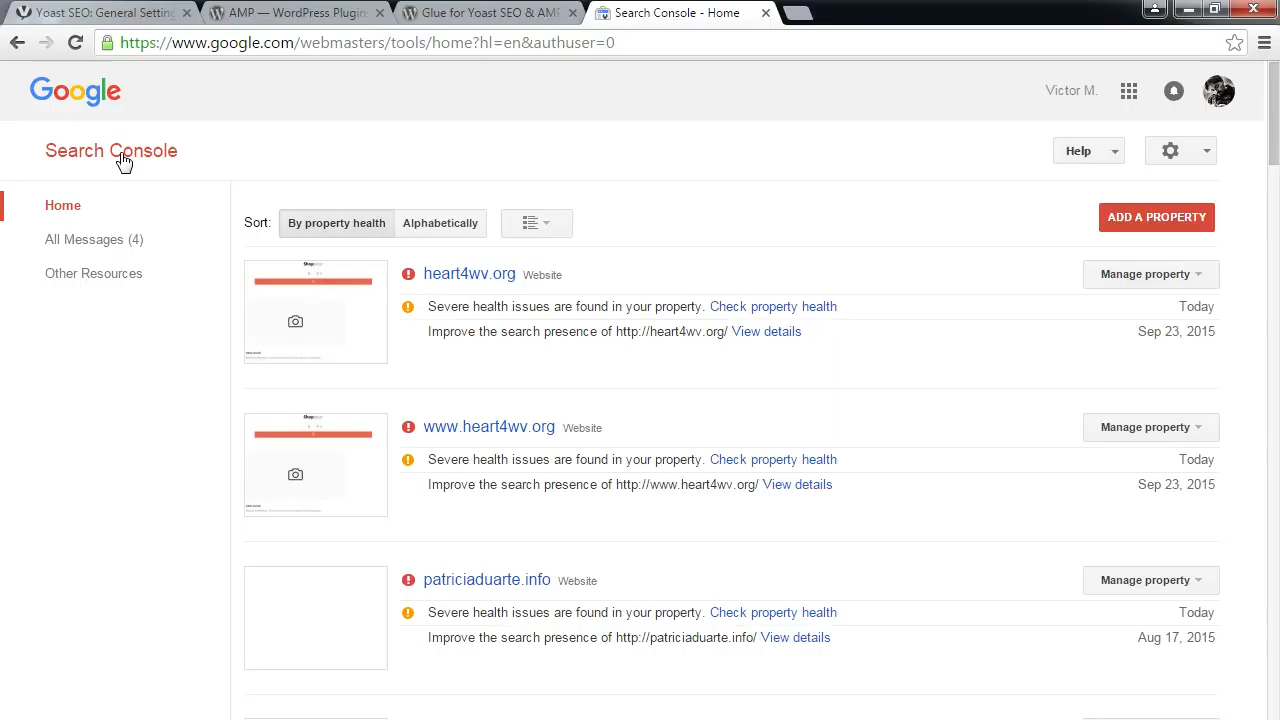 Yoast SEO: General Setting
AMP — WordPress Plugins
Glue for Yoast SEO & AMP
Search Console - Home
https://www.google.com/webmasters/tools/home?hl=en&authuser=0
Google
Victor M.
Search Console
Help
Home
All Messages (4)
Other Resources
Sort:
By property health
Alphabetically
ADD A PROPERTY
heart4wv.org Website
Manage property
Severe health issues are found in your property. Check property health
Today
Improve the search presence of http://heart4wv.org/ View details
Sep 23, 2015
www.heart4wv.org Website
Manage property
Severe health issues are found in your property. Check property health
Today
Improve the search presence of http://www.heart4wv.org/ View details
Sep 23, 2015
patriciaduarte.info Website
Manage property
Severe health issues are found in your property. Check property health
Today
Improve the search presence of http://patriciaduarte.info/ View details
Aug 17, 2015